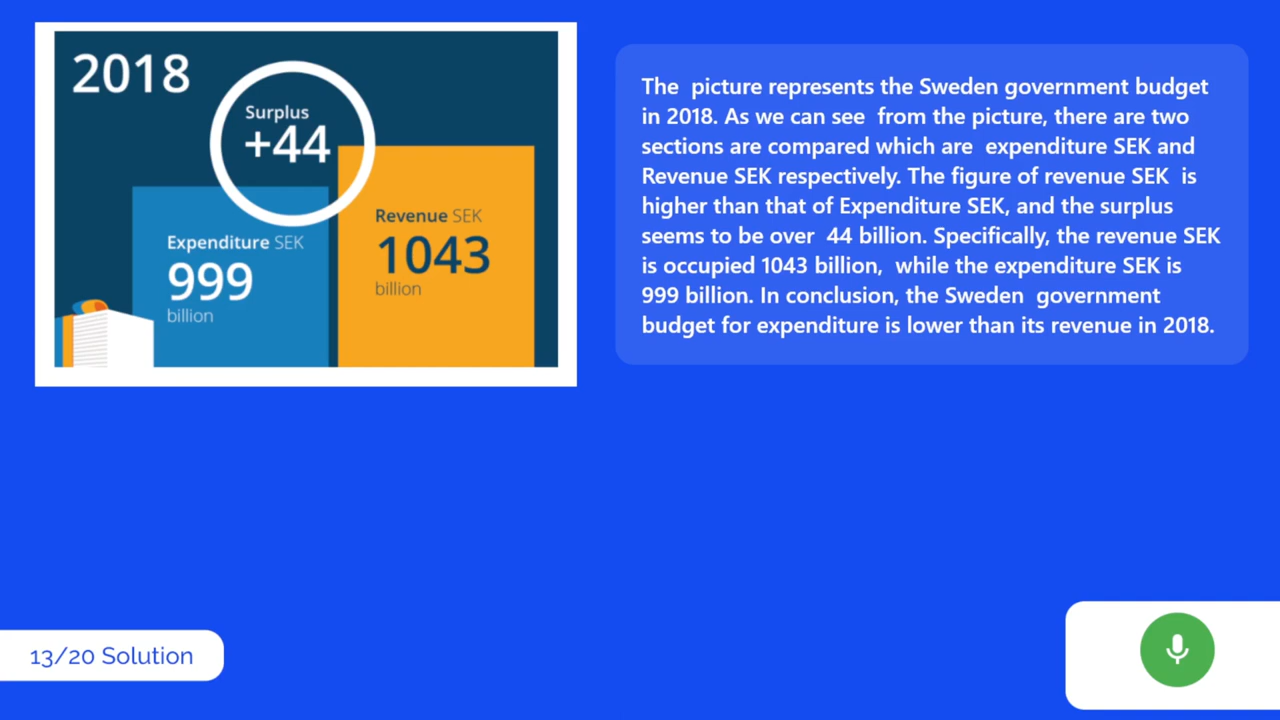 2018
Surplus
+44
Expenditure SEK
999
billion
Revenue SEK
1043
billion
The picture represents the Sweden government budget
in 2018. As we can see from the picture, there are two
sections are compared which are expenditure SEK and
Revenue SEK respectively. The figure of revenue SEK is
higher than that of Expenditure SEK, and the surplus
seems to be over 44 billion. Specifically, the revenue SEK
is occupied 1043 billion, while the expenditure SEK is
999 billion. In conclusion, the Sweden government
budget for expenditure is lower than its revenue in 2018.
13/20 Solution